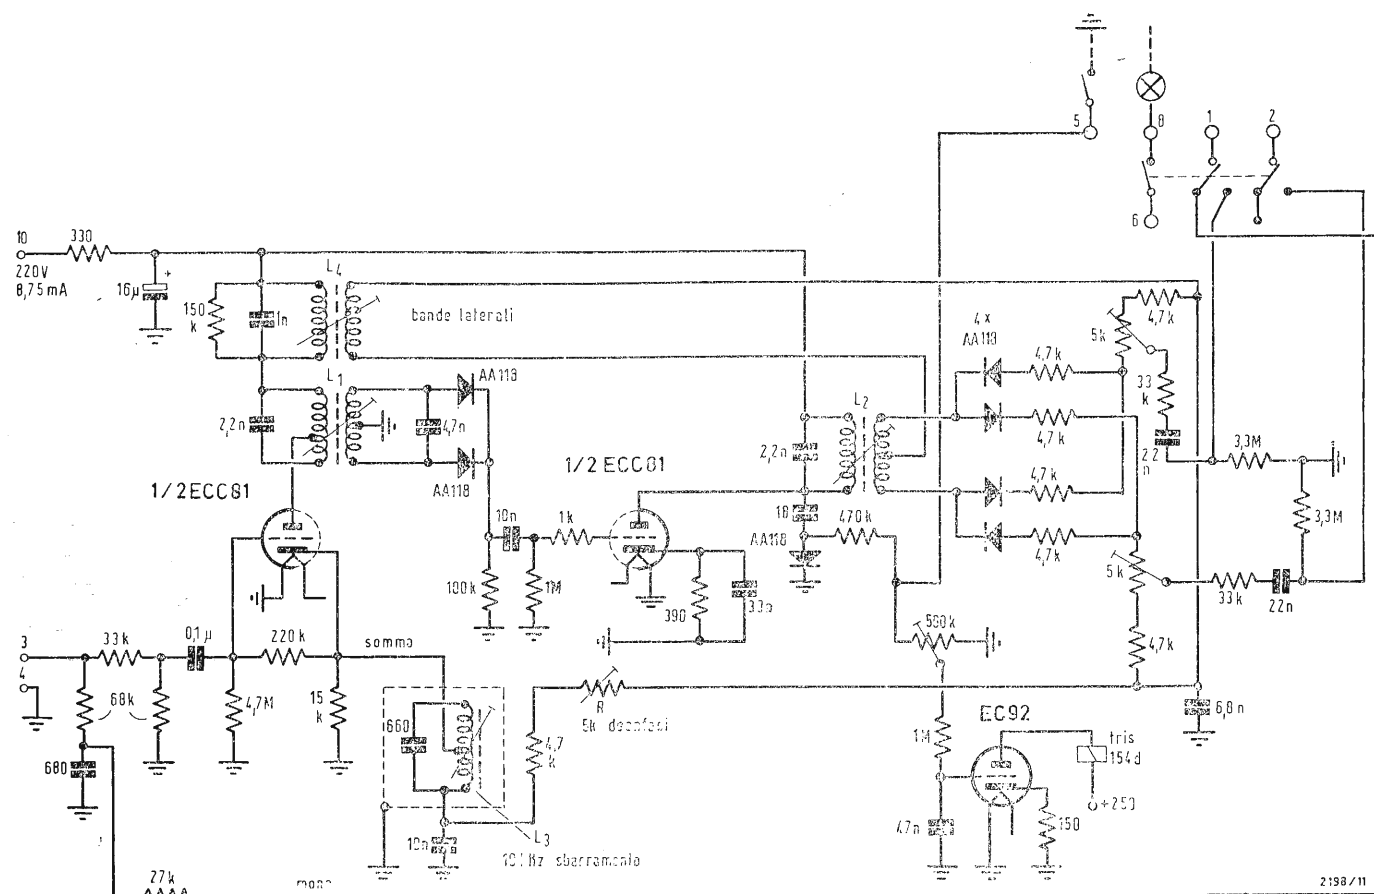 5
8
1
2
6
10
330
220V
8,75mA
16µ
+
150
k
1n
L4
bande laterali
L1
2,2n
4,7n
AA118
AA118
1/2ECC81
1/2 ECC81
10n
1k
100k
1M
390
2,2n
L2
470k
AA118
4x
AA118
4,7k
4,7k
4,7k
4,7k
4,7k
5k
33
k
22
n
3,3M
3,3M
5k
33k
22n
4,7k
6,8n
500k
3
4
33k
0,1µ
220k
somma
68k
4,7M
15
k
680
660
L3
10n
4,7
k
R
5k
1M
EC92
tris
154d
+250
47n
150
sbarramento
27k
mono
2198/11